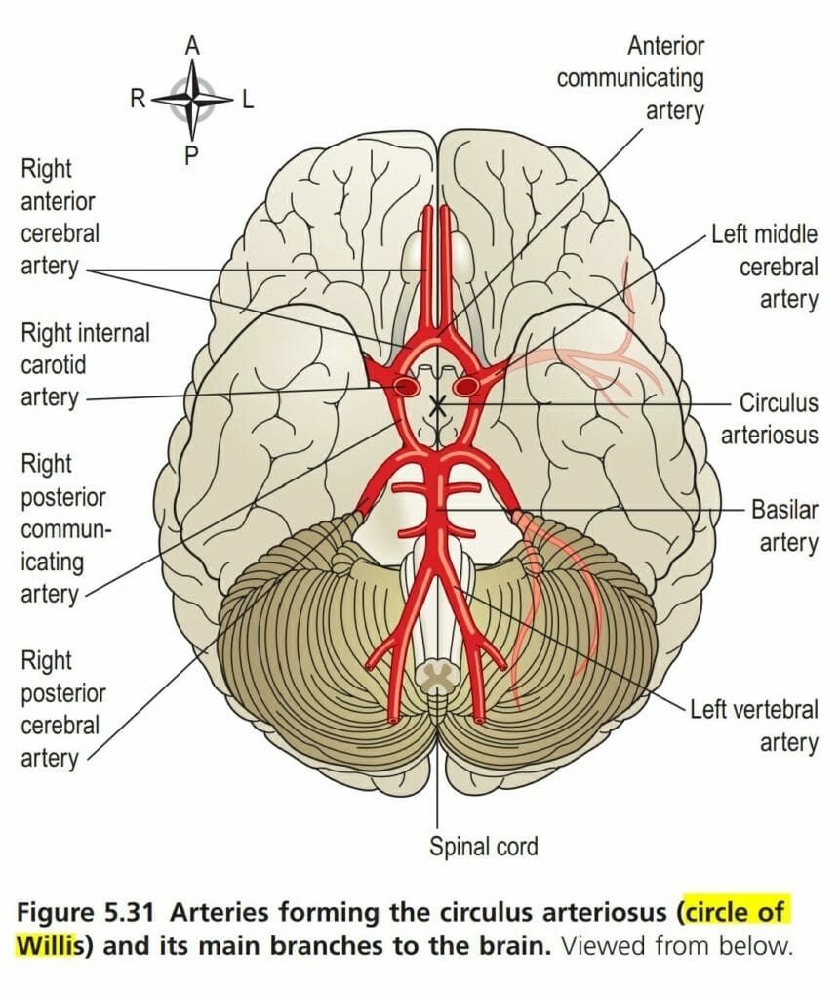 A
R
L
P
Anterior
communicating
artery
Right
anterior
cerebral
artery
Left middle
cerebral
artery
Right internal
carotid
artery
Circulus
arteriosus
Right
posterior
commun-
icating
artery
Basilar
artery
Right
posterior
cerebral
artery
Left vertebral
artery
Spinal cord
Figure 5.31 Arteries forming the circulus arteriosus (circle of
Willis) and its main branches to the brain. Viewed from below.